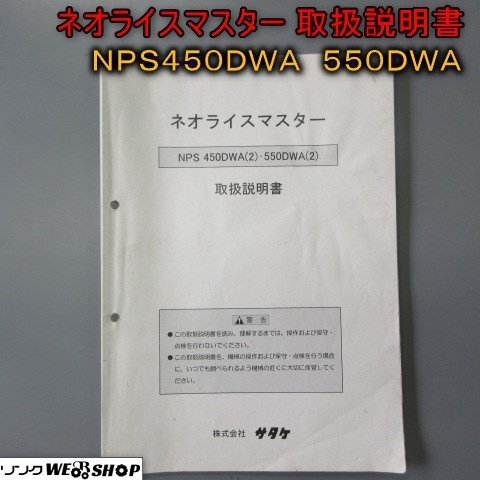 ネオライスマスター 取扱説明書
NPS450DWA 550DWA
ネオライスマスター
NPS 450DWA(2)・550DWA(2)
取扱説明書
⚠ 警告
●この取扱説明書を読み、理解するまでは、操作および保守・
点検を行わないでください。
●この取扱説明書を、機械の操作および保守・点検を行う場合
に、いつでも調べられるよう機械の近くに大切に保管してく
ださい。
株式会社 サタケ
リンクWEB SHOP